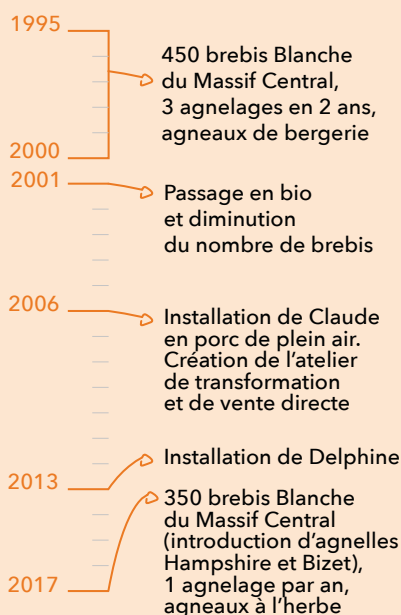 1995
450 brebis Blanche
du Massif Central,
3 agnelages en 2 ans,
agneaux de bergerie
2000
2001
Passage en bio
et diminution
du nombre de brebis
2006
Installation de Claude
en porc de plein air.
Création de l'atelier
de transformation
et de vente directe
Installation de Delphine
2013
350 brebis Blanche
du Massif Central
(introduction d'agnelles
Hampshire et Bizet),
1 agnelage par an,
agneaux à l'herbe
2017